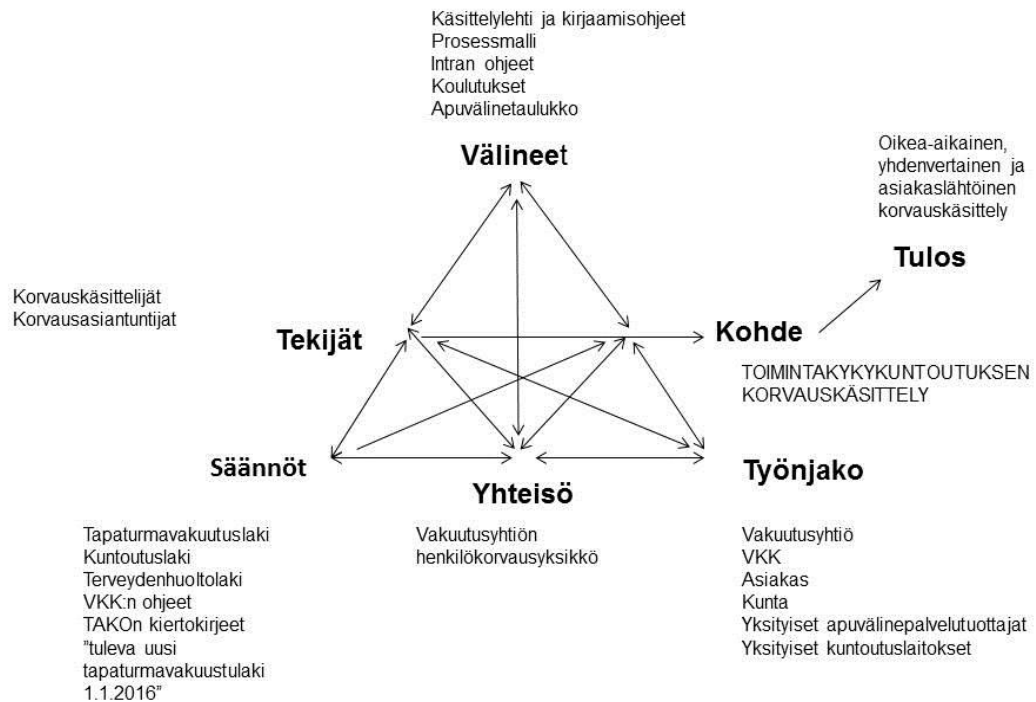 Käsittelylehti ja kirjaamisohjeet
Prosessmalli
Intran ohjeet
Koulutukset
Apuvälinetaulukko
Välineet
Oikea-aikainen,
yhdenvertainen ja
asiakaslähtöinen
korvauskäsittely
Tulos
Korvauskäsittelijät
Korvausasiantuntijat
Tekijät
Kohde
TOIMINTAKYKYKUNTOUTUKSEN
KORVAUSKÄSITTELY
Säännöt
Yhteisö
Työnjako
Tapaturmavakuutuslaki
Kuntoutuslaki
Terveydenhuoltolaki
VKK:n ohjeet
TAKOn kiertokirjeet
"tuleva uusi
tapaturmavakuustulaki
1.1.2016"
Vakuutusyhtiön
henkilökorvausyksikkö
Vakuutusyhtiö
VKK
Asiakas
Kunta
Yksityiset apuvälinepalvelutuottajat
Yksityiset kuntoutuslaitokset